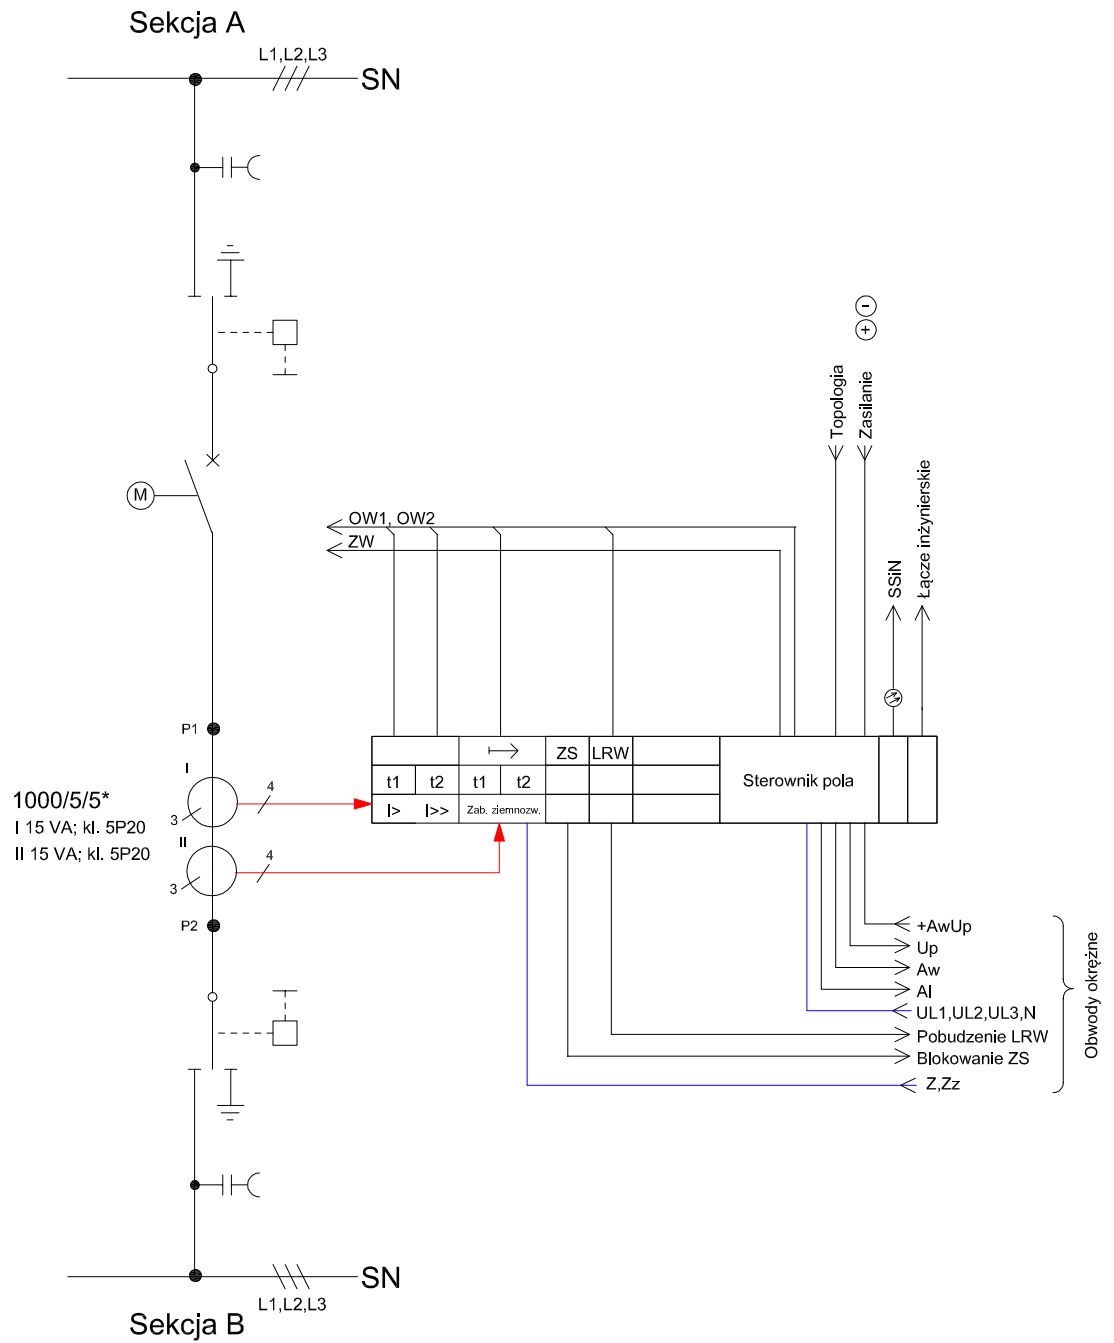 Sekcja A
L1,L2,L3
SN
Topologia
Zasilanie
+ -
M
OW1, OW2
ZW
SSiN
Łącze inżynierskie
P1
I
4
3
1000/5/5*
I 15 VA; kl. 5P20
II 15 VA; kl. 5P20
II
4
3
P2
ZS LRW
t1 t2 t1 t2
I> I>> Zab. ziemnozw.
Sterownik pola
+AwUp
Up
Aw
Al
UL1,UL2,UL3,N
Pobudzenie LRW
Blokowanie ZS
Z,Zz
Obwody okrężne
SN
L1,L2,L3
Sekcja B